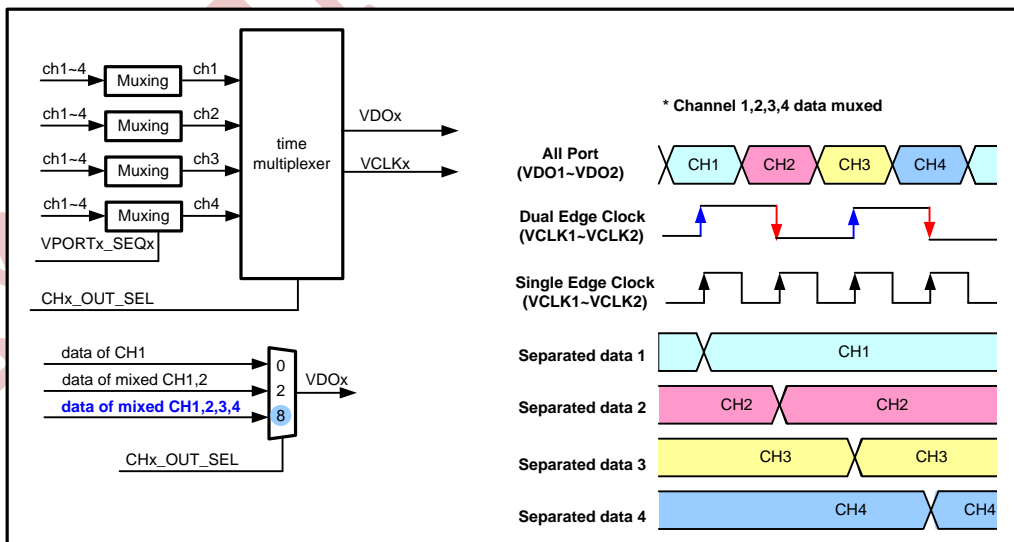 ch1~4
Muxing
ch1
ch1~4
Muxing
ch2
ch1~4
Muxing
ch3
ch1~4
Muxing
ch4
VPORTx_SEQx
CHx_OUT_SEL
time
multiplexer
VDOx
VCLKx
data of CH1
data of mixed CH1,2
data of mixed CH1,2,3,4
0
2
8
VDOx
CHx_OUT_SEL
* Channel 1,2,3,4 data muxed
All Port
(VDO1~VDO2)
CH1
CH2
CH3
CH4
Dual Edge Clock
(VCLK1~VCLK2)
Single Edge Clock
(VCLK1~VCLK2)
Separated data 1
CH1
Separated data 2
CH2
CH2
Separated data 3
CH3
CH3
Separated data 4
CH4
CH4